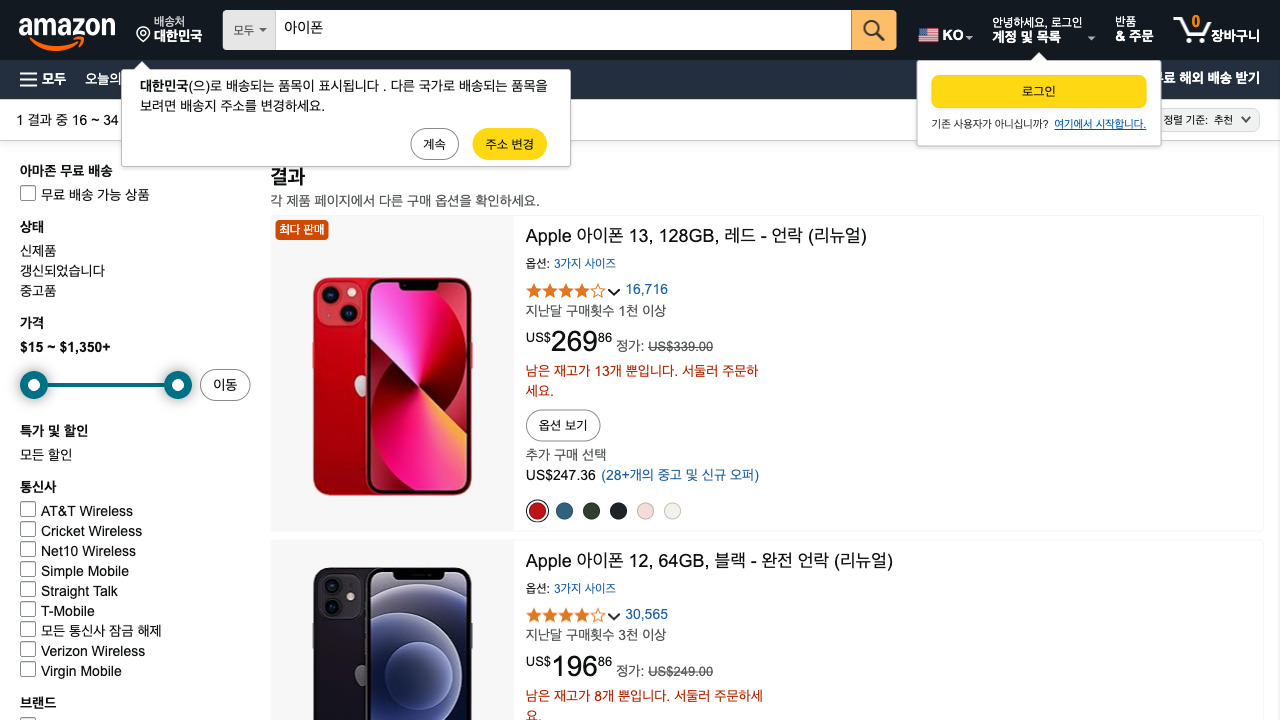 amazon
배송처
대한민국
모두
아이폰
KO
안녕하세요, 로그인
계정 및 목록
반품
& 주문
0
장바구니
모두
오늘의
료 해외 배송 받기
대한민국(으)로 배송되는 품목이 표시됩니다 . 다른 국가로 배송되는 품목을
보려면 배송지 주소를 변경하세요.
계속
주소 변경
로그인
기존 사용자가 아니십니까? 여기에서 시작합니다.
1 결과 중 16 ~ 34
정렬 기준: 추천
아마존 무료 배송
무료 배송 가능 상품
상태
신제품
갱신되었습니다
중고품
가격
$15 ~ $1,350+
이동
특가 및 할인
모든 할인
통신사
AT&T Wireless
Cricket Wireless
Net10 Wireless
Simple Mobile
Straight Talk
T-Mobile
모든 통신사 잠금 해제
Verizon Wireless
Virgin Mobile
브랜드
결과
각 제품 페이지에서 다른 구매 옵션을 확인하세요.
최다 판매
Apple 아이폰 13, 128GB, 레드 - 언락 (리뉴얼)
옵션: 3가지 사이즈
16,716
지난달 구매횟수 1천 이상
US$269.86 정가: US$339.00
남은 재고가 13개 뿐입니다. 서둘러 주문하
세요.
옵션 보기
추가 구매 선택
US$247.36 (28+개의 중고 및 신규 오퍼)
Apple 아이폰 12, 64GB, 블랙 - 완전 언락 (리뉴얼)
옵션: 3가지 사이즈
30,565
지난달 구매횟수 3천 이상
US$196.86 정가: US$249.00
남은 재고가 8개 뿐입니다. 서둘러 주문하세
요.